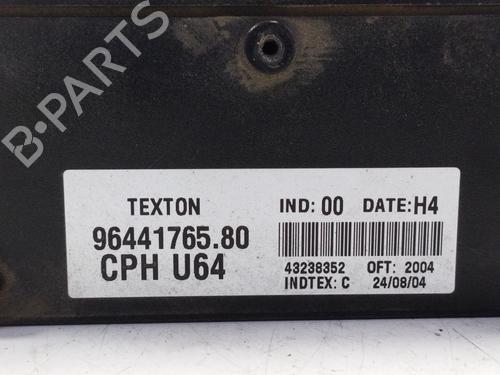 B-PARTS
TEXTON IND: 00 DATE: H4
96441765.80
CPH U64
43238352 OFT: 2004
INDTEX: C 24/08/04